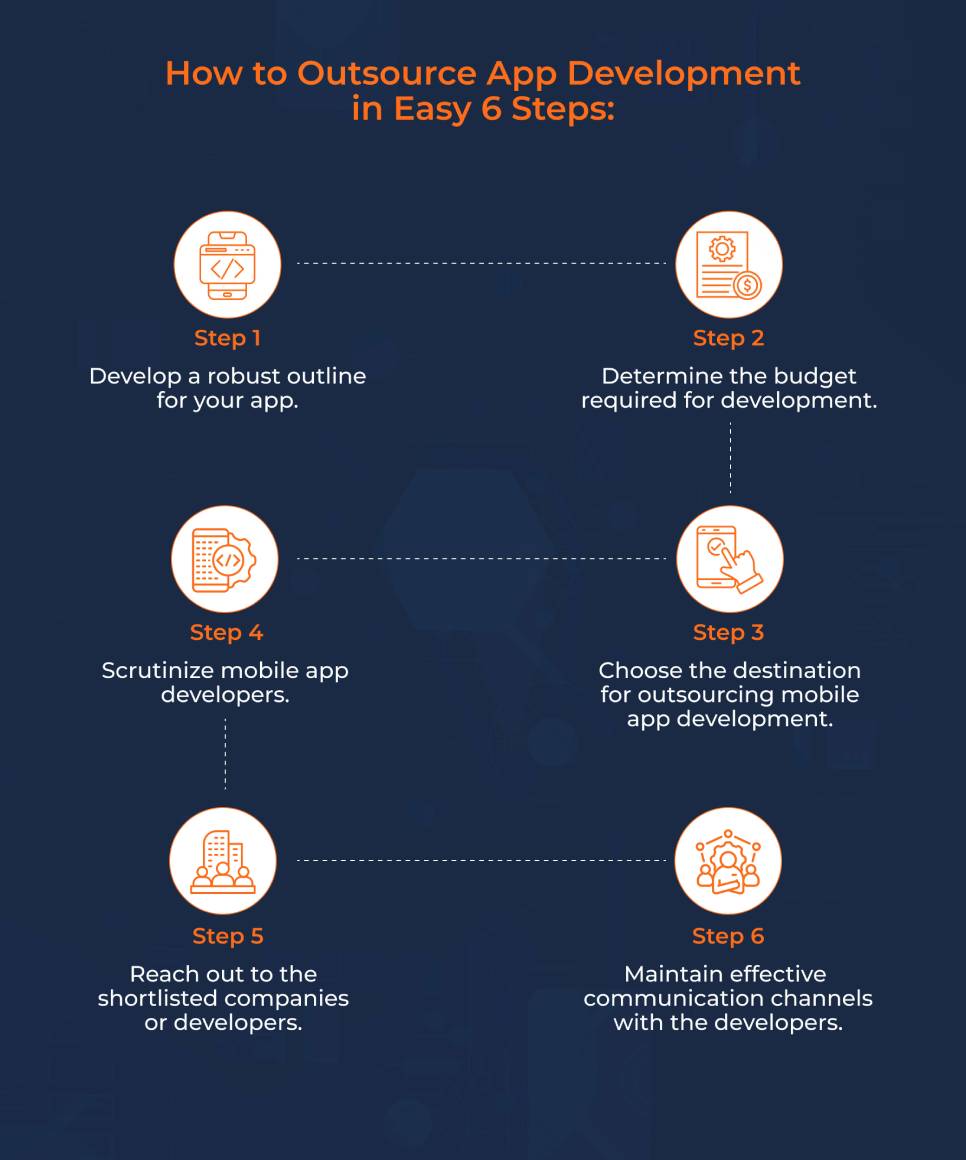 How to Outsource App Development
in Easy 6 Steps:
Step 1
Develop a robust outline
for your app.
$
Step 2
Determine the budget
required for development.
Step 3
Choose the destination
for outsourcing mobile
app development.
</>
Step 4
Scrutinize mobile app
developers.
Step 5
Reach out to the
shortlisted companies
or developers.
Step 6
Maintain effective
communication channels
with the developers.